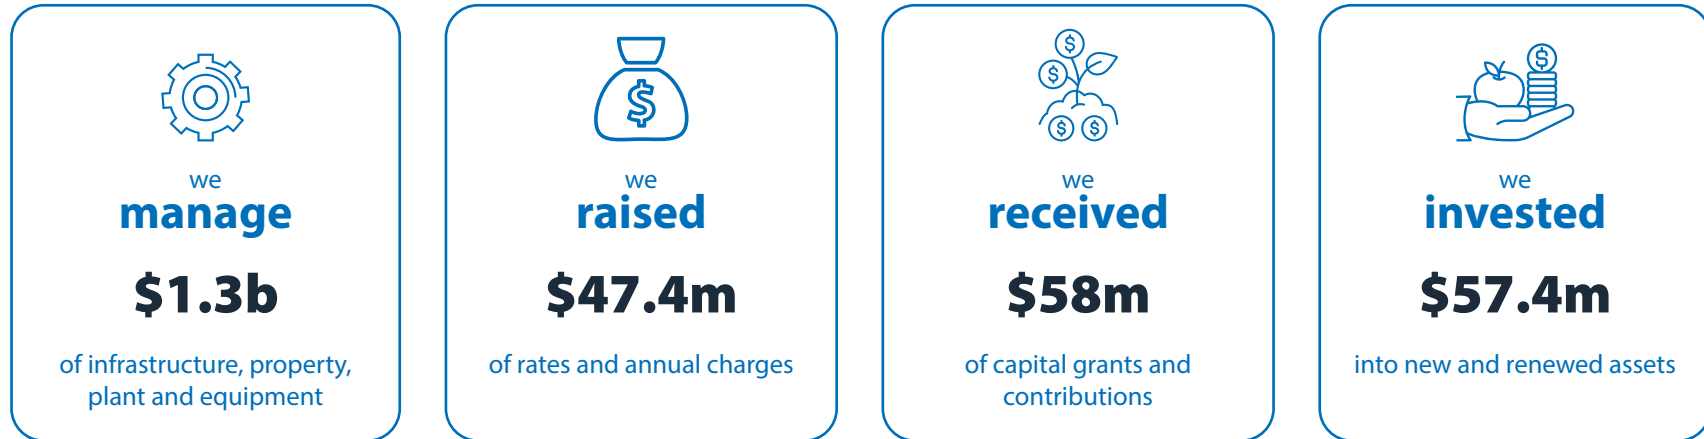 we
manage
$1.3b
of infrastructure, property,
plant and equipment
we
raised
$47.4m
of rates and annual charges
we
received
$58m
of capital grants and
contributions
we
invested
$57.4m
into new and renewed assets